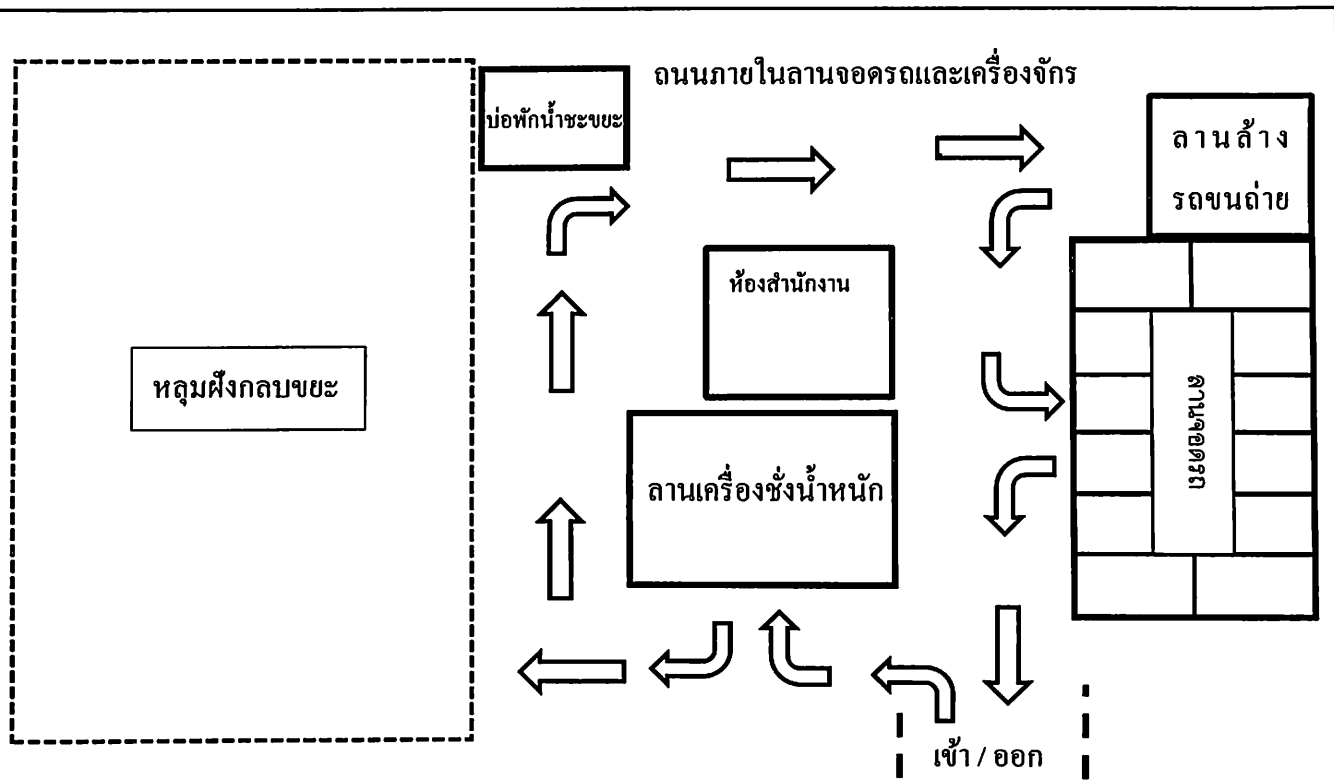 ถนนภายในลานจอดรถและเครื่องจักร
บ่อพักน้ำชะขยะ
ลานล้าง
รถขนถ่าย
ห้องสำนักงาน
หลุมฝังกลบขยะ
ลานจอดรถ
ลานเครื่องชั่งน้ำหนัก
เข้า / ออก